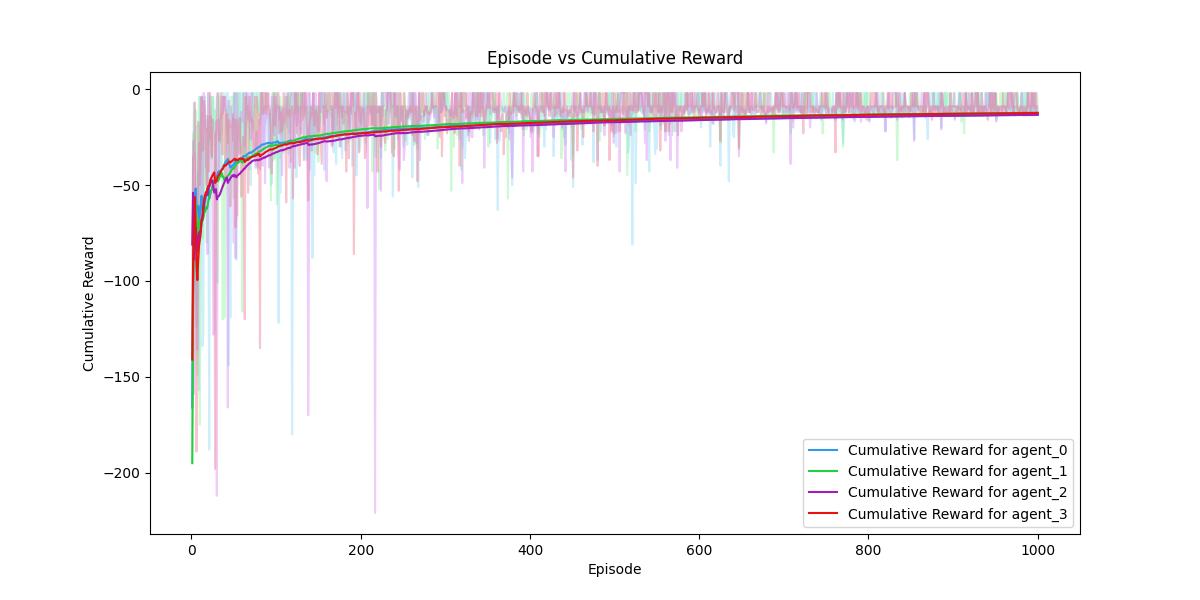 Episode vs Cumulative Reward
0
−50
−100
−150
−200
Cumulative Reward
0
200
400
600
800
1000
Episode
Cumulative Reward for agent_0
Cumulative Reward for agent_1
Cumulative Reward for agent_2
Cumulative Reward for agent_3